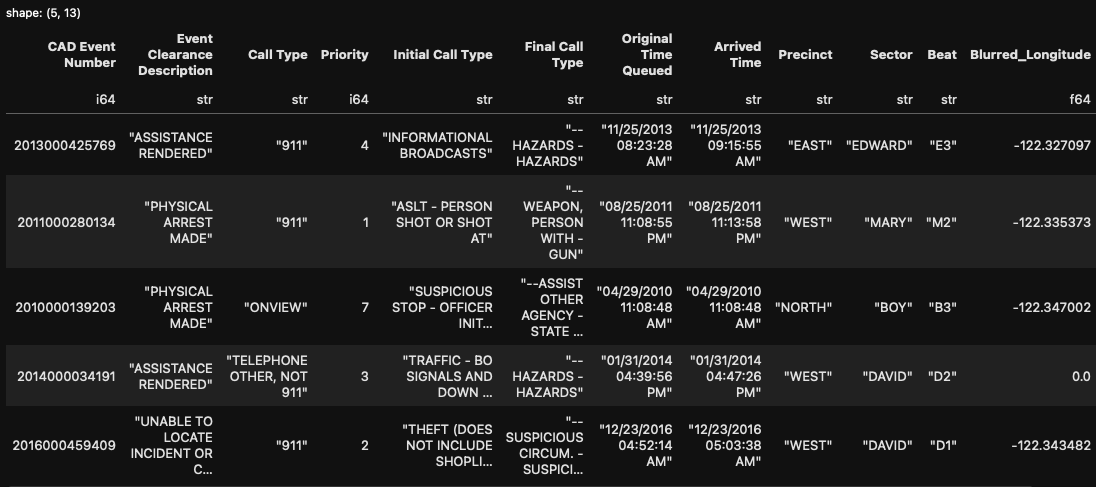 shape: (5, 13)
CAD Event Number	Event Clearance Description	Call Type	Priority	Initial Call Type	Final Call Type	Original Time Queued	Arrived Time	Precinct	Sector	Beat	Blurred_Longitude
i64	str	str	i64	str	str	str	str	str	str	str	f64
2013000425769	"ASSISTANCE RENDERED"	"911"	4	"INFORMATIONAL BROADCASTS"	"--HAZARDS - HAZARDS"	"11/25/2013 08:23:28 AM"	"11/25/2013 09:15:55 AM"	"EAST"	"EDWARD"	"E3"	-122.327097
2011000280134	"PHYSICAL ARREST MADE"	"911"	1	"ASLT - PERSON SHOT OR SHOT AT"	"--WEAPON, PERSON WITH - GUN"	"08/25/2011 11:08:55 PM"	"08/25/2011 11:13:58 PM"	"WEST"	"MARY"	"M2"	-122.335373
2010000139203	"PHYSICAL ARREST MADE"	"ONVIEW"	7	"SUSPICIOUS STOP - OFFICER INIT...	"--ASSIST OTHER AGENCY - STATE ...	"04/29/2010 11:08:48 AM"	"04/29/2010 11:08:48 AM"	"NORTH"	"BOY"	"B3"	-122.347002
2014000034191	"ASSISTANCE RENDERED"	"TELEPHONE OTHER, NOT 911"	3	"TRAFFIC - BO SIGNALS AND DOWN ...	"--HAZARDS - HAZARDS"	"01/31/2014 04:39:56 PM"	"01/31/2014 04:47:26 PM"	"WEST"	"DAVID"	"D2"	0.0
2016000459409	"UNABLE TO LOCATE INCIDENT OR C...	"911"	2	"THEFT (DOES NOT INCLUDE SHOPLI...	"--SUSPICIOUS CIRCUM. - SUSPICI...	"12/23/2016 04:52:14 AM"	"12/23/2016 05:03:38 AM"	"WEST"	"DAVID"	"D1"	-122.343482